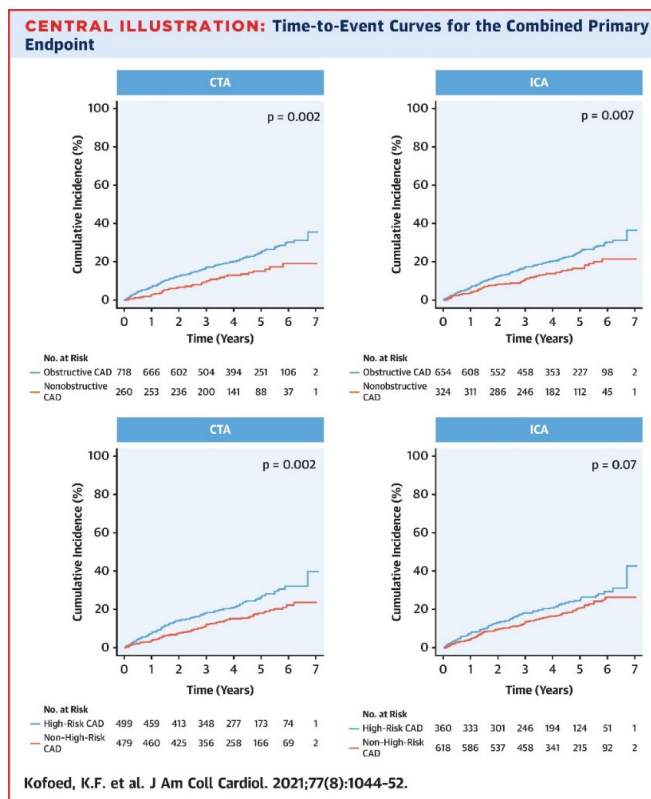 CENTRAL ILLUSTRATION: Time-to-Event Curves for the Combined Primary
Endpoint
CTA
p = 0.002
Cumulative Incidence (%)
100
80
60
40
20
0
0 1 2 3 4 5 6 7
Time (Years)
No. at Risk
Obstructive CAD 718 666 602 504 394 251 106 2
Nonobstructive 260 253 236 200 141 88 37 1
CAD
ICA
p = 0.007
Cumulative Incidence (%)
100
80
60
40
20
0
0 1 2 3 4 5 6 7
Time (Years)
No. at Risk
Obstructive CAD 654 608 552 458 353 227 98 2
Nonobstructive 324 311 286 246 182 112 45 1
CAD
CTA
p = 0.002
Cumulative Incidence (%)
100
80
60
40
20
0
0 1 2 3 4 5 6 7
Time (Years)
No. at Risk
High-Risk CAD 499 459 413 348 277 173 74 1
Non-High-Risk 479 460 425 356 258 166 69 2
CAD
ICA
p = 0.07
Cumulative Incidence (%)
100
80
60
40
20
0
0 1 2 3 4 5 6 7
Time (Years)
No. at Risk
High-Risk CAD 360 333 301 246 194 124 51 1
Non-High-Risk 618 586 537 458 341 215 92 2
CAD
Kofoed, K.F. et al. J Am Coll Cardiol. 2021;77(8):1044-52.